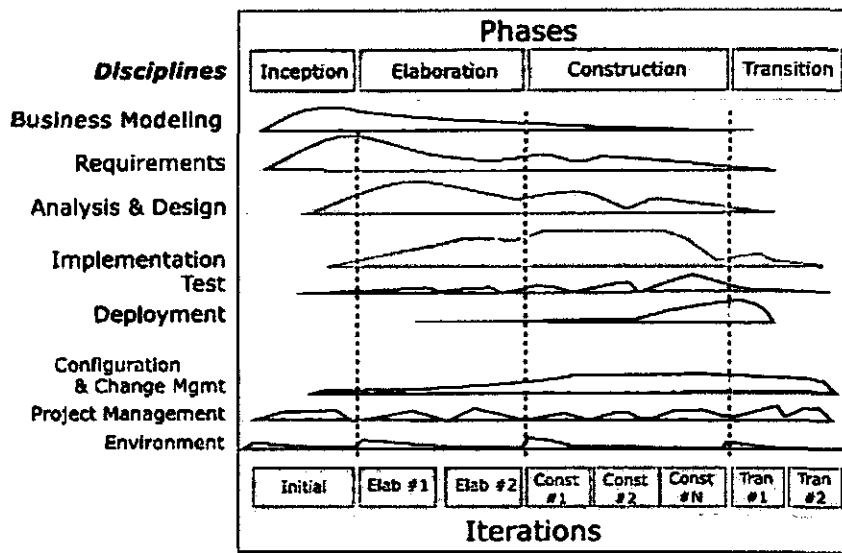 Phases
Disciplines
Inception
Elaboration
Construction
Transition
Business Modeling
Requirements
Analysis & Design
Implementation
Test
Deployment
Configuration
& Change Mgmt
Project Management
Environment
Initial
Elab #1
Elab #2
Const
#1
Const
#2
Const
#N
Tran
#1
Tran
#2
Iterations